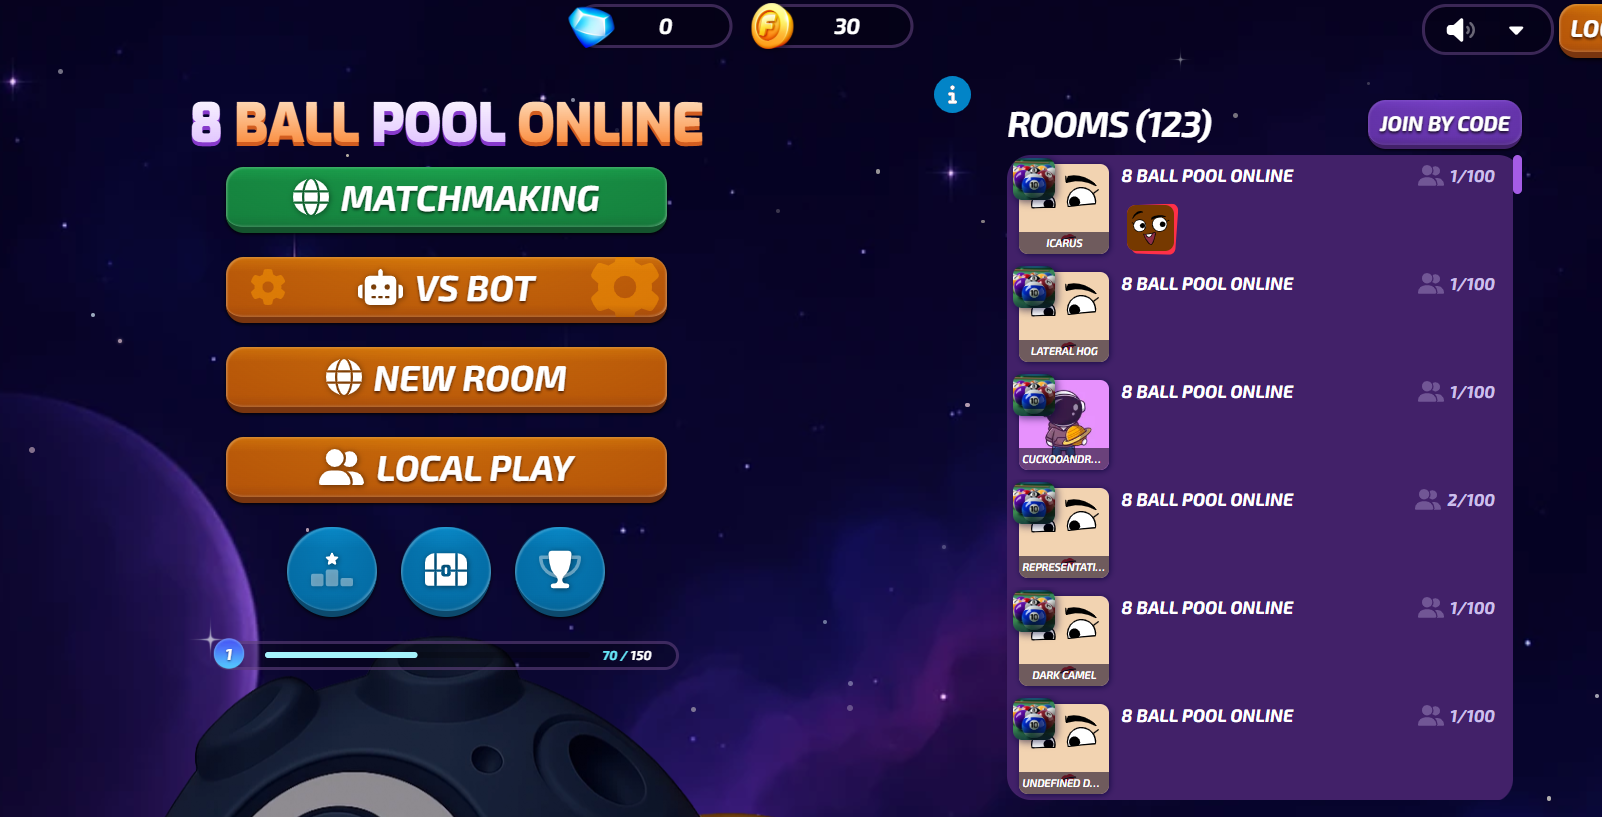 0
30
LOG
8 BALL POOL ONLINE
MATCHMAKING
VS BOT
NEW ROOM
LOCAL PLAY
1
70 / 150
ROOMS (123)
JOIN BY CODE
8 BALL POOL ONLINE
1/100
ICARUS
8 BALL POOL ONLINE
1/100
LATERAL HOG
8 BALL POOL ONLINE
1/100
CUCKOOANDR...
8 BALL POOL ONLINE
2/100
REPRESENTATI...
8 BALL POOL ONLINE
1/100
DARK CAMEL
8 BALL POOL ONLINE
1/100
UNDEFINED D...